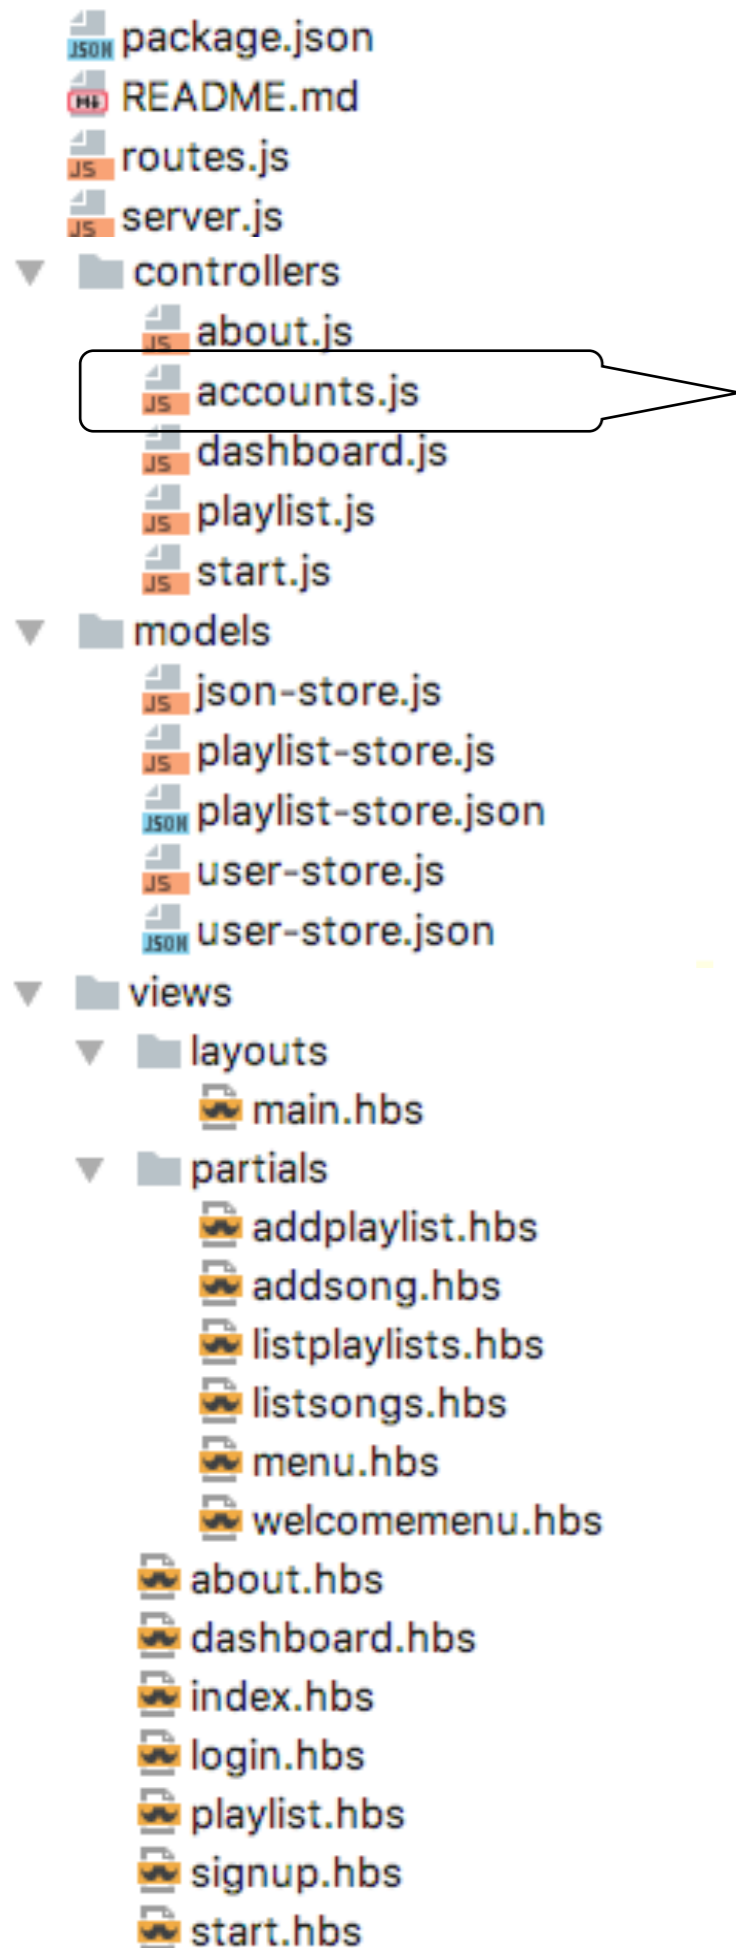 package.json
README.md
routes.js
server.js
controllers
about.js
accounts.js
dashboard.js
playlist.js
start.js
models
json-store.js
playlist-store.js
playlist-store.json
user-store.js
user-store.json
views
layouts
main.hbs
partials
addplaylist.hbs
addsong.hbs
listplaylists.hbs
listsongs.hbs
menu.hbs
welcomemenu.hbs
about.hbs
dashboard.hbs
index.hbs
login.hbs
playlist.hbs
signup.hbs
start.hbs